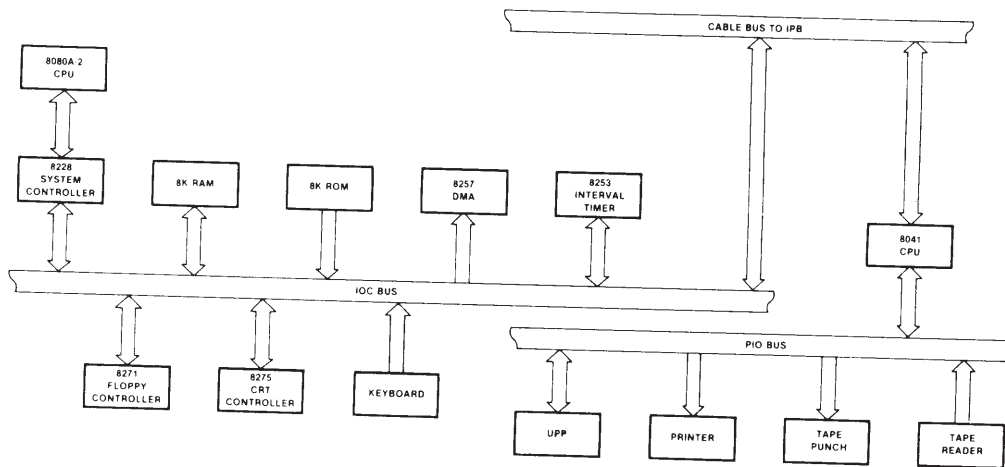 CABLE BUS TO IPB
8080A-2
CPU
8228
SYSTEM
CONTROLLER
8K RAM
8K ROM
8257
DMA
8253
INTERVAL
TIMER
8041
CPU
IOC BUS
PIO BUS
8271
FLOPPY
CONTROLLER
8275
CRT
CONTROLLER
KEYBOARD
UPP
PRINTER
TAPE
PUNCH
TAPE
READER